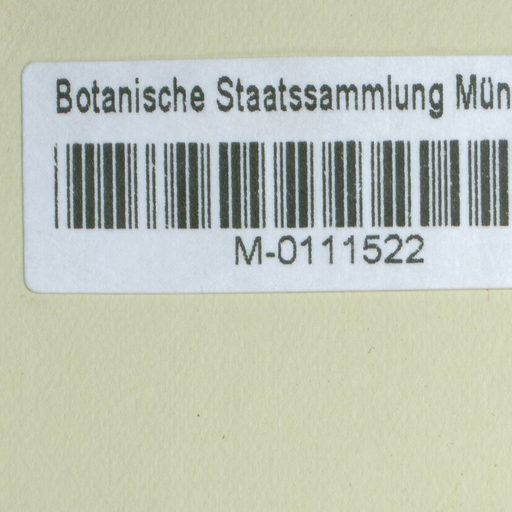 Botanische Staatssammlung Mün
M-0111522